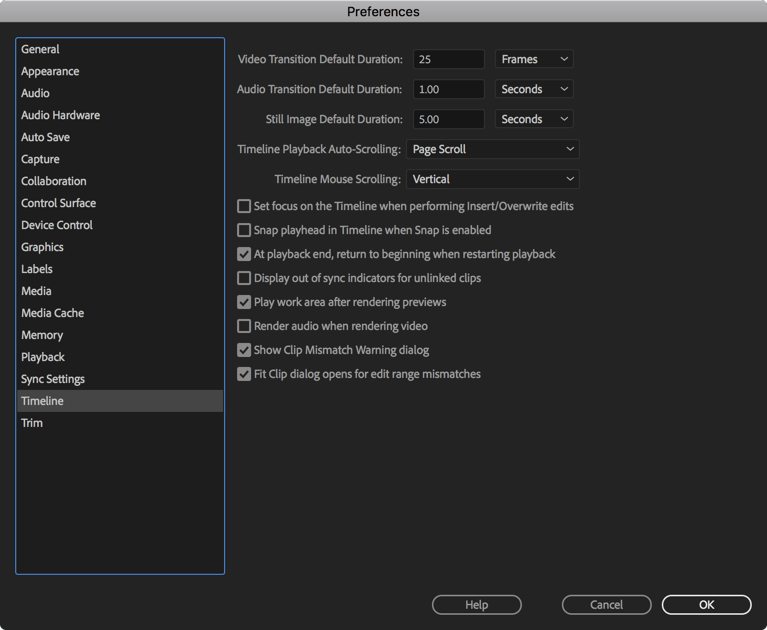 Preferences
General
Appearance
Audio
Audio Hardware
Auto Save
Capture
Collaboration
Control Surface
Device Control
Graphics
Labels
Media
Media Cache
Memory
Playback
Sync Settings
Timeline
Trim
Video Transition Default Duration: 25 Frames
Audio Transition Default Duration: 1.00 Seconds
Still Image Default Duration: 5.00 Seconds
Timeline Playback Auto-Scrolling: Page Scroll
Timeline Mouse Scrolling: Vertical
Set focus on the Timeline when performing Insert/Overwrite edits
Snap playhead in Timeline when Snap is enabled
At playback end, return to beginning when restarting playback
Display out of sync indicators for unlinked clips
Play work area after rendering previews
Render audio when rendering video
Show Clip Mismatch Warning dialog
Fit Clip dialog opens for edit range mismatches
Help Cancel OK